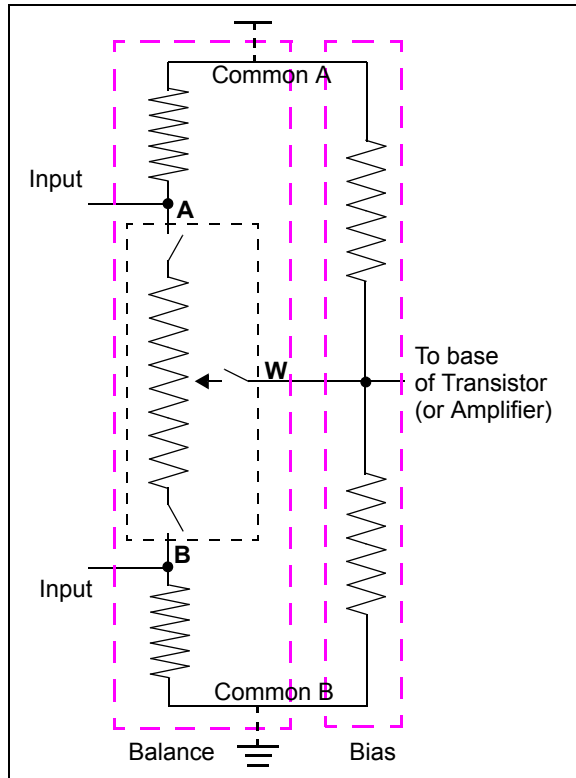 Common A
Input
A
W
To base
of Transistor
(or Amplifier)
B
Input
Common B
Balance
Bias